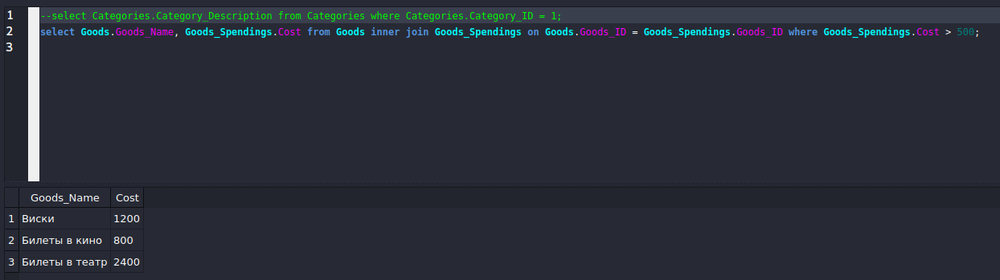 1 --select Categories.Category_Description from Categories where Categories.Category_ID = 1;
2 select Goods.Goods_Name, Goods_Spendings.Cost from Goods inner join Goods_Spendings on Goods.Goods_ID = Goods_Spendings.Goods_ID where Goods_Spendings.Cost > 500;
3
Goods_Name Cost
1 Виски 1200
2 Билеты в кино 800
3 Билеты в театр 2400